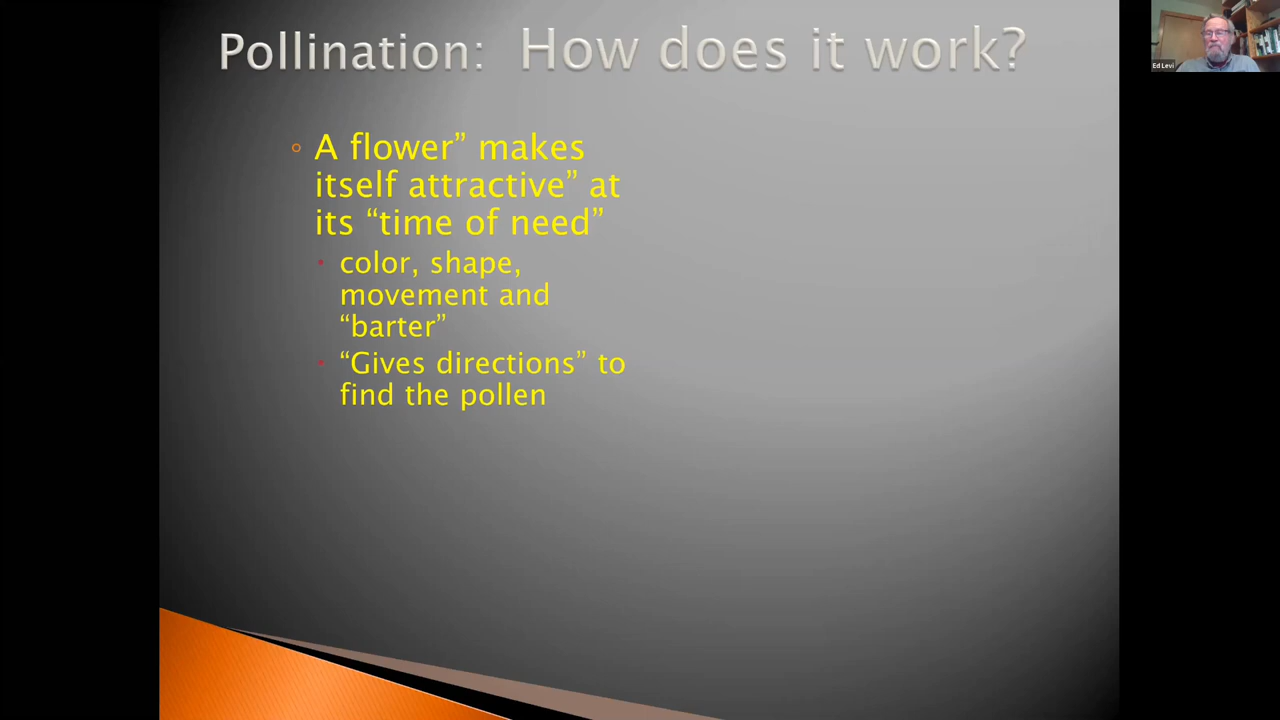 Pollination: How does it work?
Ed Levi
A flower” makes
itself attractive” at
its “time of need”
color, shape,
movement and
“barter”
“Gives directions” to
find the pollen